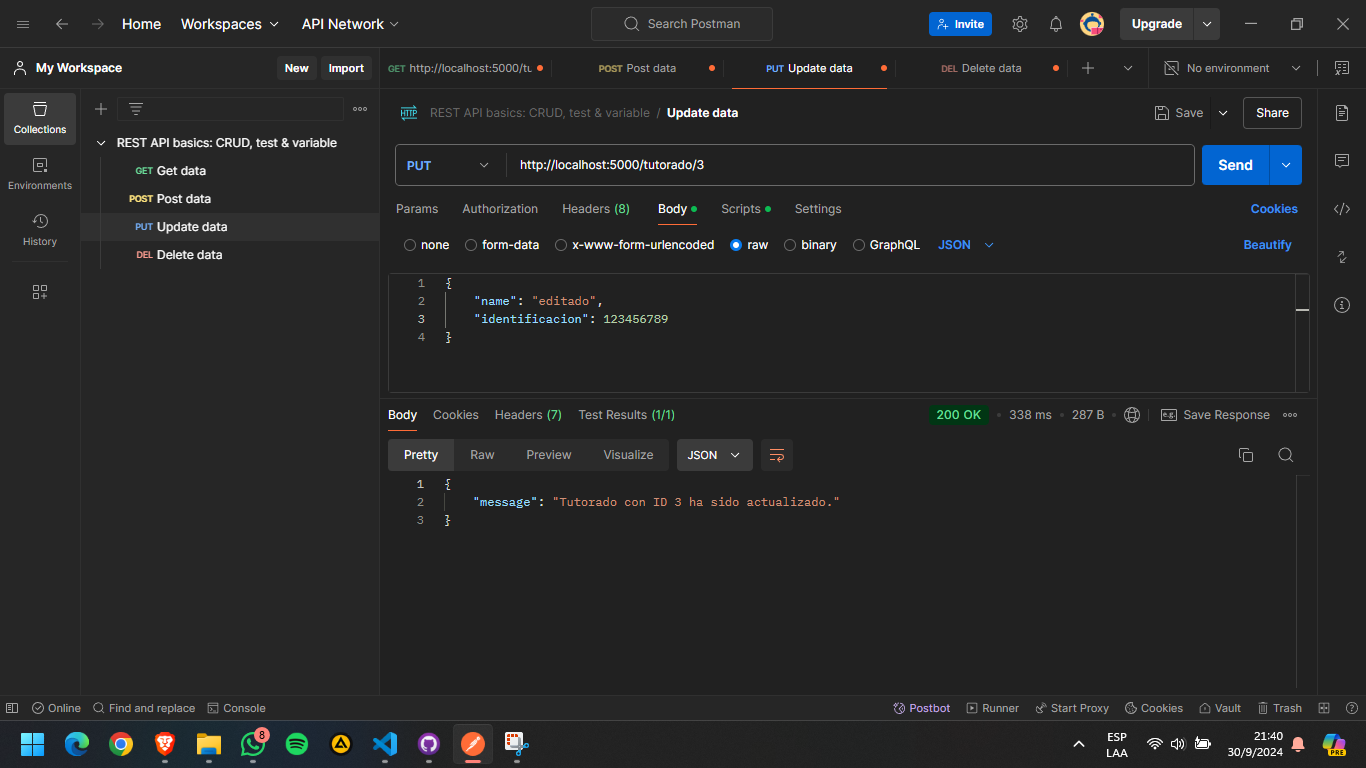 Home Workspaces API Network Search Postman Invite Upgrade
My Workspace New Import GET http://localhost:5000/tu POST Post data PUT Update data DEL Delete data No environment
Collections
Environments
History
REST API basics: CRUD, test & variable
GET Get data
POST Post data
PUT Update data
DEL Delete data
HTTP REST API basics: CRUD, test & variable / Update data Save Share
PUT http://localhost:5000/tutorado/3 Send
Params Authorization Headers (8) Body Scripts Settings Cookies
none form-data x-www-form-urlencoded raw binary GraphQL JSON Beautify
1 {
2 "name": "editado",
3 "identificacion": 123456789
4 }
Body Cookies Headers (7) Test Results (1/1) 200 OK 338 ms 287 B e.g. Save Response
Pretty Raw Preview Visualize JSON
1 {
2 "message": "Tutorado con ID 3 ha sido actualizado."
3 }
Online Find and replace Console Postbot Runner Start Proxy Cookies Vault Trash
8 ESP LAA 21:40
30/9/2024
PRE